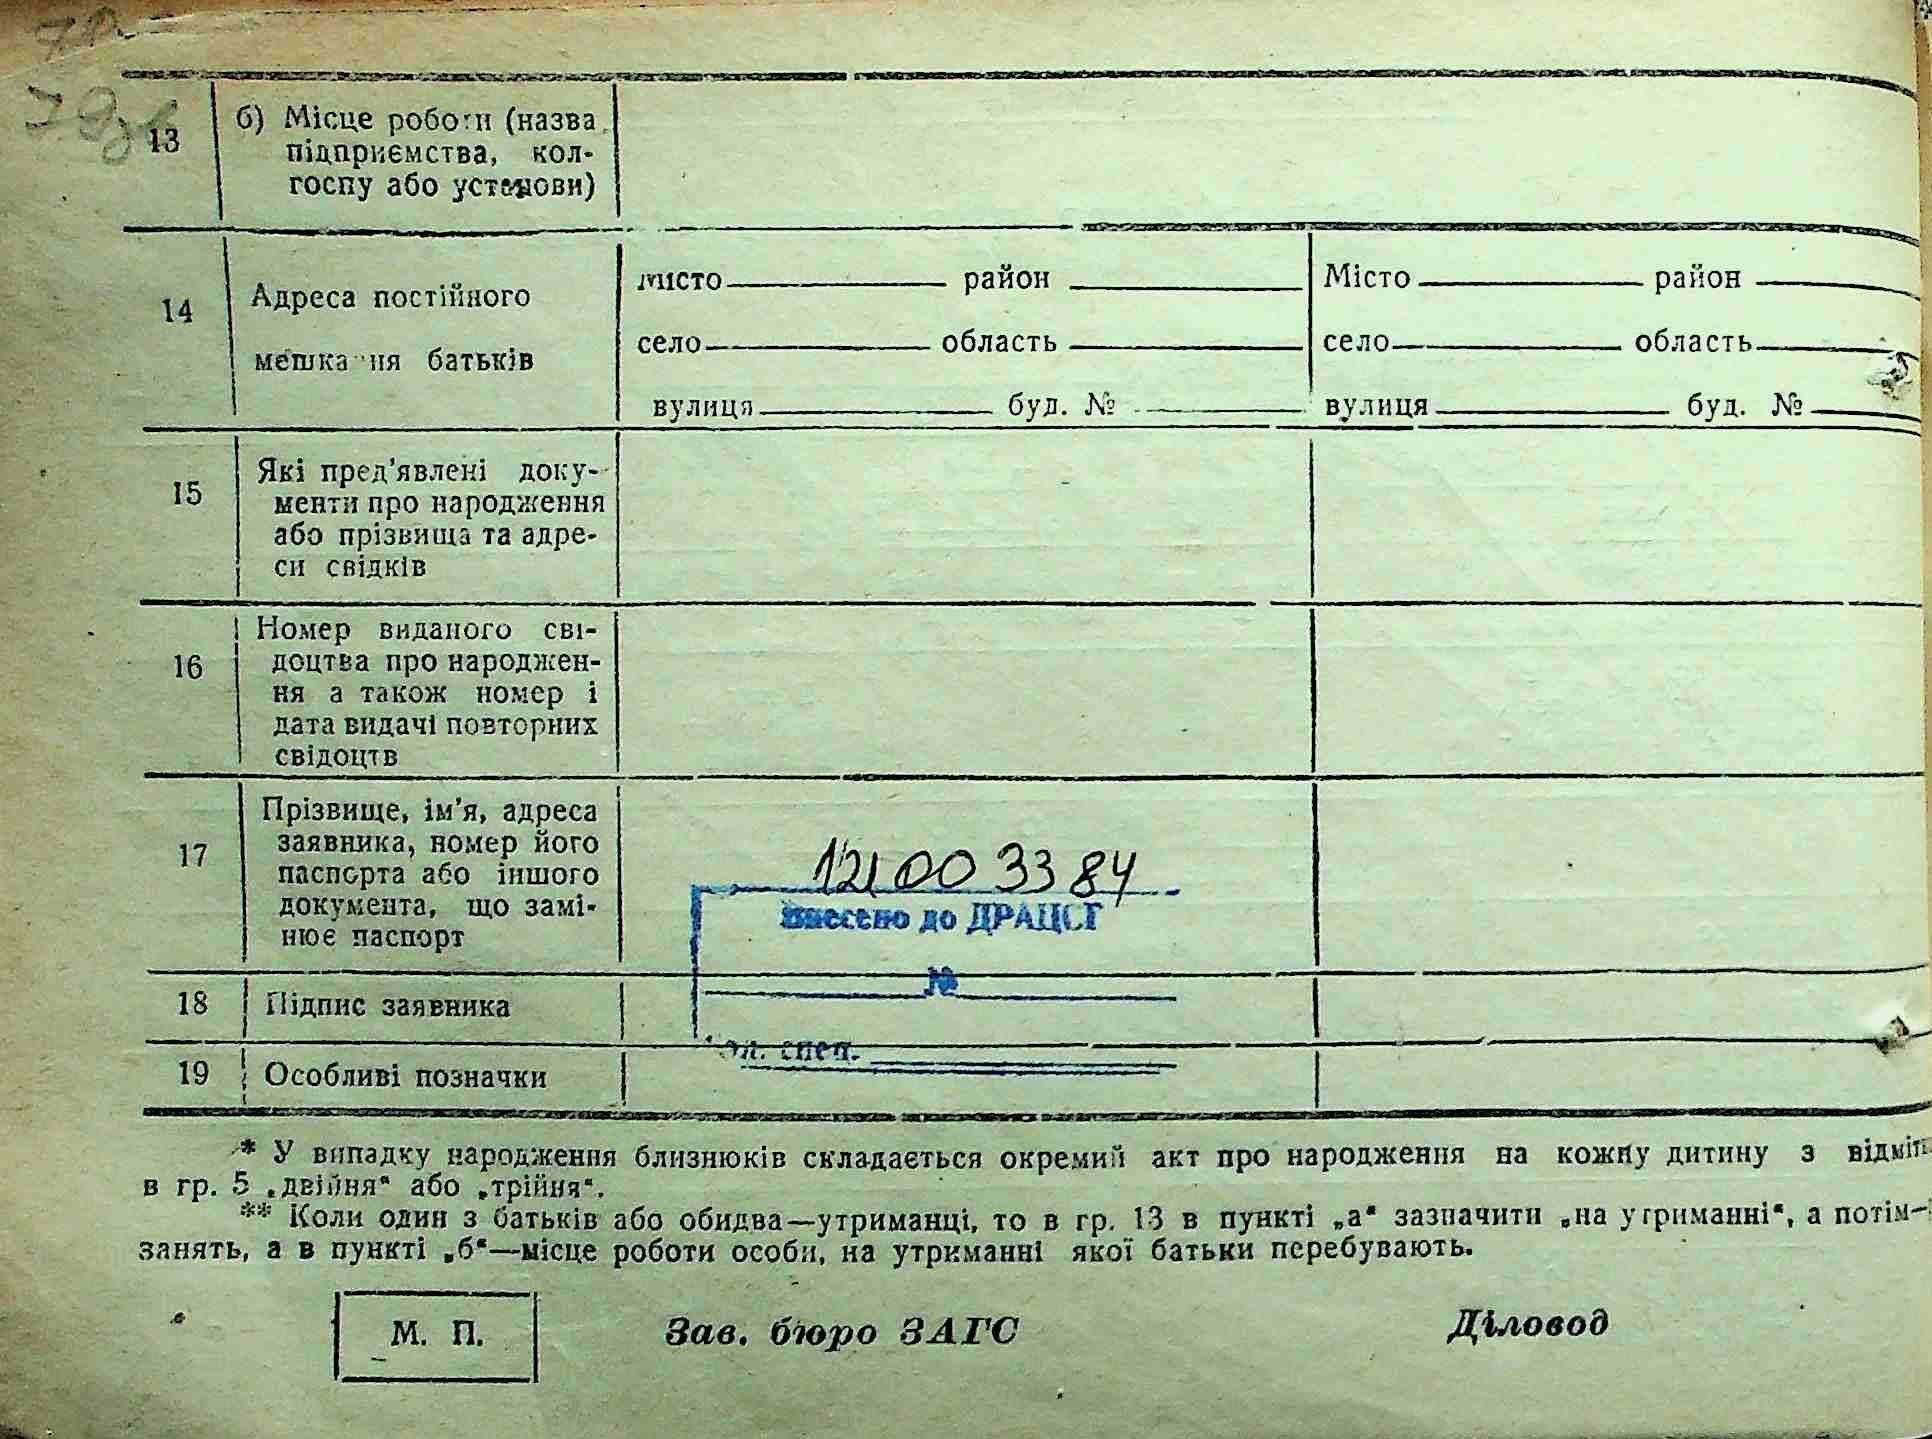 13 б) Місце роботи (назва
підприємства, кол-
госпу або установи)
14 Адреса постійного
мешкання батьків
місто район Місто район
село область село область
вулиця буд. № вулиця буд. №
15 Які пред'явлені доку-
менти про народження
або прізвища та адре-
си свідків
16 Номер виданого сві-
доцтва про народжен-
ня а також номер і
дата видачі повторних
свідоцтв
17 Прізвище, ім'я, адреса
заявника, номер його
паспорта або іншого
документа, що замі-
нює паспорт
12100 3384
Внесено до ДРАЦСГ
№
18 Підпис заявника
Гол. спец.
19 Особливі позначки
* У випадку народження близнюків складається окремий акт про народження на кожну дитину з відміт
в гр. 5 „двійня“ або „трійня“.
** Коли один з батьків або обидва—утриманці, то в гр. 13 в пункті „а“ зазначити „на утриманні“, а потім—
занять, а в пункті „б“—місце роботи особи, на утриманні якої батьки перебувають.
М. П. Зав. бюро ЗАГС Діловод